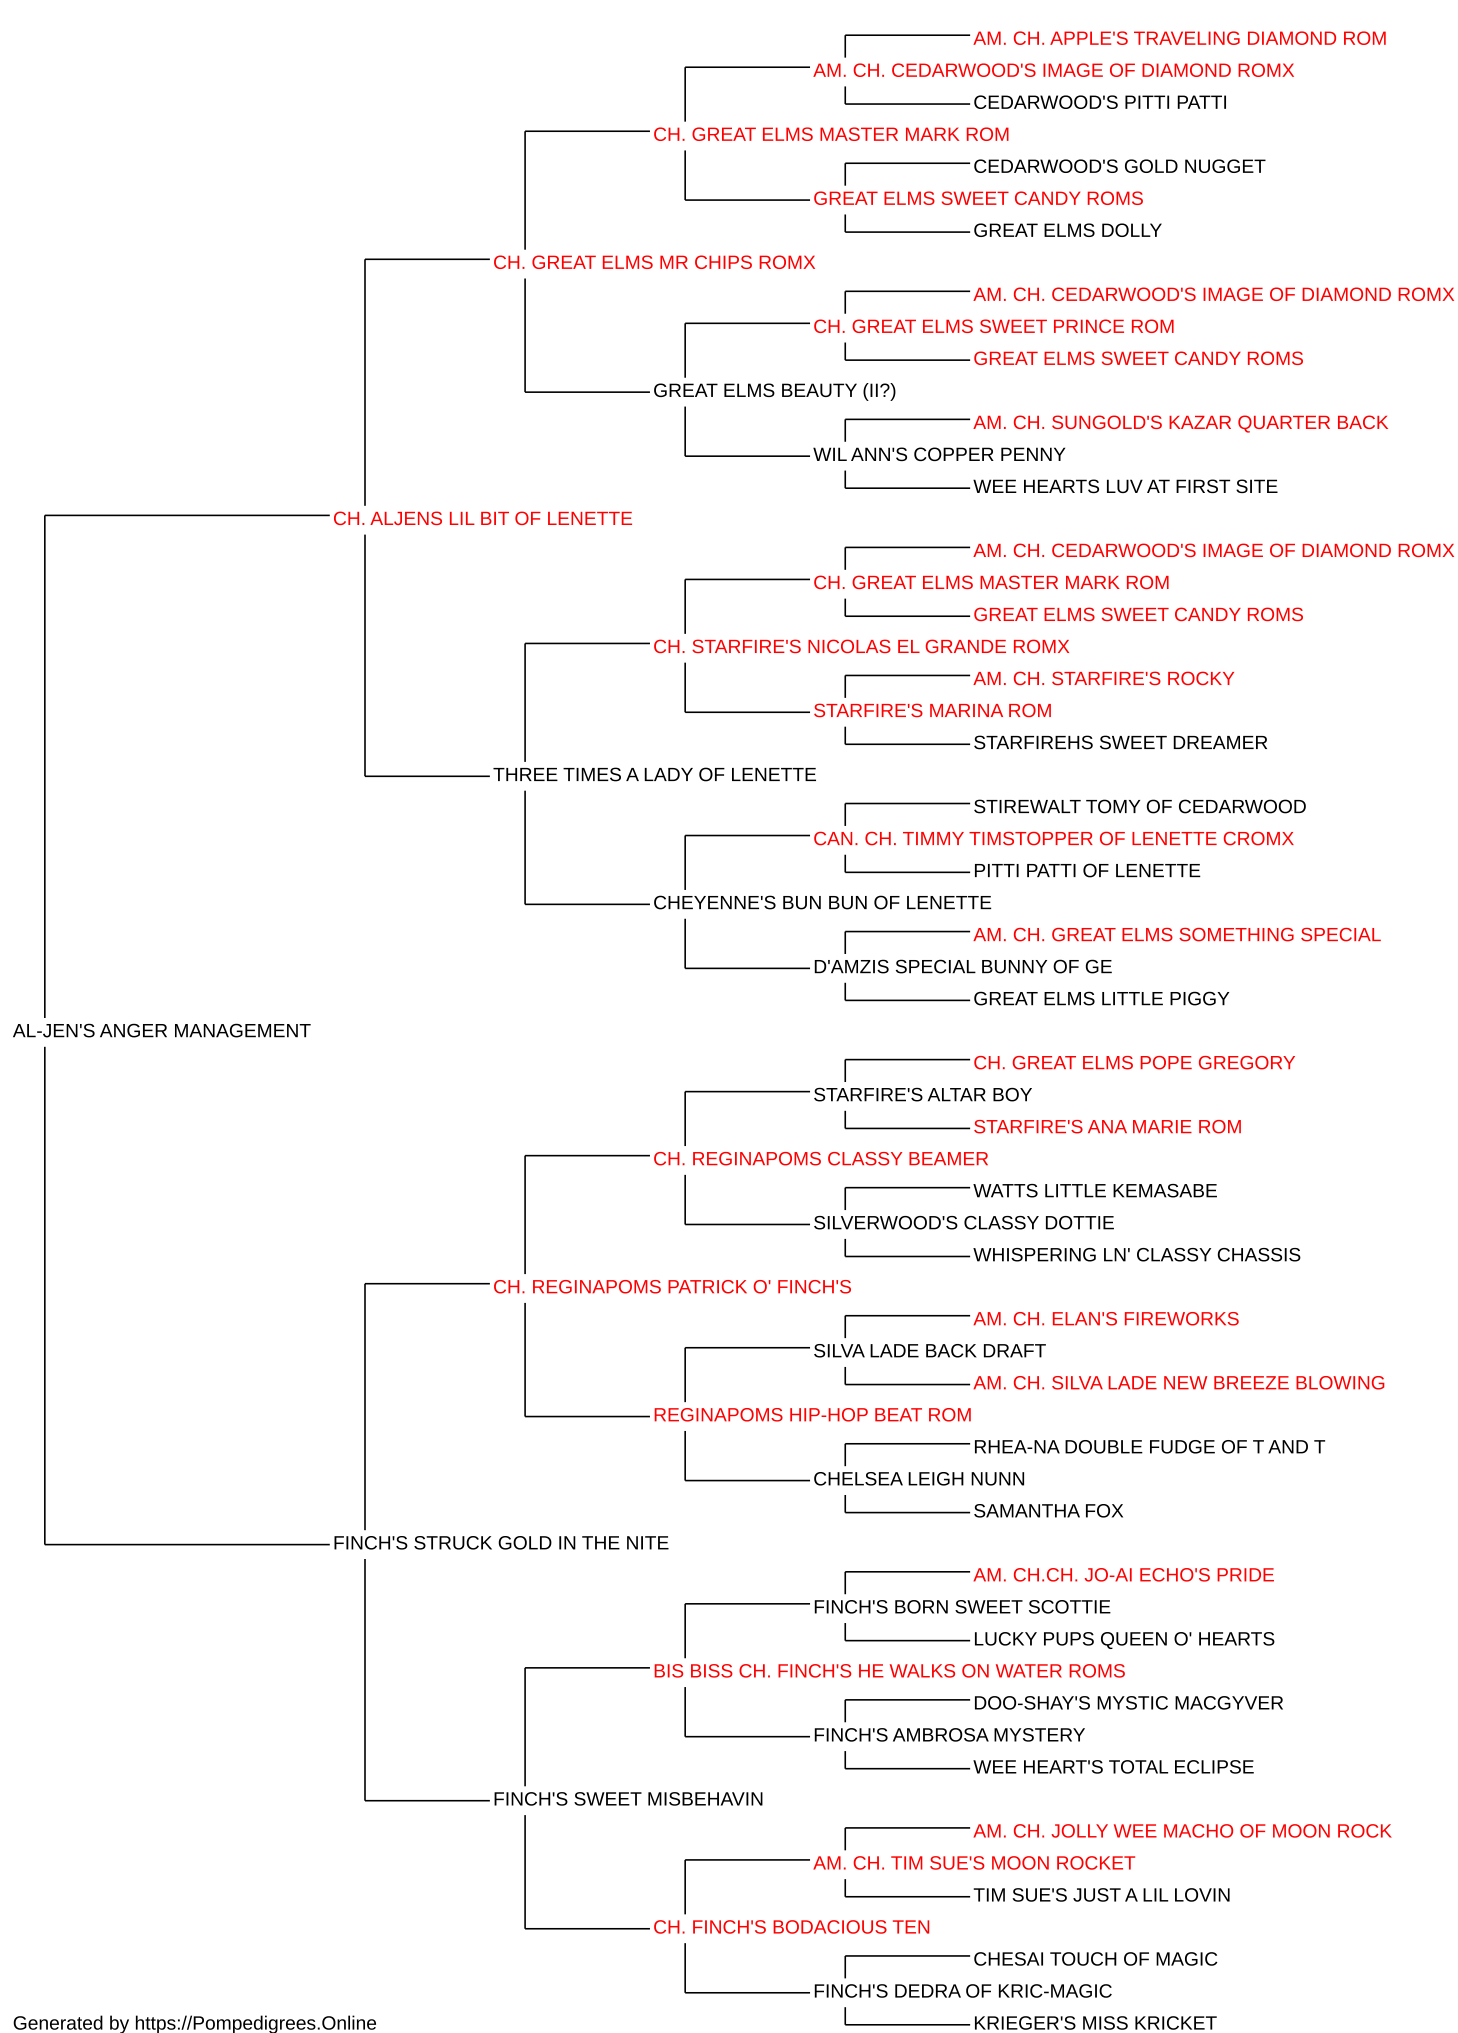 AM. CH. APPLE'S TRAVELING DIAMOND ROM
AM. CH. CEDARWOOD'S IMAGE OF DIAMOND ROMX
CEDARWOOD'S PITTI PATTI
CH. GREAT ELMS MASTER MARK ROM
CEDARWOOD'S GOLD NUGGET
GREAT ELMS SWEET CANDY ROMS
GREAT ELMS DOLLY
CH. GREAT ELMS MR CHIPS ROMX
AM. CH. CEDARWOOD'S IMAGE OF DIAMOND ROMX
CH. GREAT ELMS SWEET PRINCE ROM
GREAT ELMS SWEET CANDY ROMS
GREAT ELMS BEAUTY (II?)
AM. CH. SUNGOLD'S KAZAR QUARTER BACK
WIL ANN'S COPPER PENNY
WEE HEARTS LUV AT FIRST SITE
CH. ALJENS LIL BIT OF LENETTE
AM. CH. CEDARWOOD'S IMAGE OF DIAMOND ROMX
CH. GREAT ELMS MASTER MARK ROM
GREAT ELMS SWEET CANDY ROMS
CH. STARFIRE'S NICOLAS EL GRANDE ROMX
AM. CH. STARFIRE'S ROCKY
STARFIRE'S MARINA ROM
STARFIREHS SWEET DREAMER
THREE TIMES A LADY OF LENETTE
STIREWALT TOMY OF CEDARWOOD
CAN. CH. TIMMY TIMSTOPPER OF LENETTE CROMX
PITTI PATTI OF LENETTE
CHEYENNE'S BUN BUN OF LENETTE
AM. CH. GREAT ELMS SOMETHING SPECIAL
D'AMZIS SPECIAL BUNNY OF GE
GREAT ELMS LITTLE PIGGY
AL-JEN'S ANGER MANAGEMENT
CH. GREAT ELMS POPE GREGORY
STARFIRE'S ALTAR BOY
STARFIRE'S ANA MARIE ROM
CH. REGINAPOMS CLASSY BEAMER
WATTS LITTLE KEMASABE
SILVERWOOD'S CLASSY DOTTIE
WHISPERING LN' CLASSY CHASSIS
CH. REGINAPOMS PATRICK O' FINCH'S
AM. CH. ELAN'S FIREWORKS
SILVA LADE BACK DRAFT
AM. CH. SILVA LADE NEW BREEZE BLOWING
REGINAPOMS HIP-HOP BEAT ROM
RHEA-NA DOUBLE FUDGE OF T AND T
CHELSEA LEIGH NUNN
SAMANTHA FOX
FINCH'S STRUCK GOLD IN THE NITE
AM. CH.CH. JO-AI ECHO'S PRIDE
FINCH'S BORN SWEET SCOTTIE
LUCKY PUPS QUEEN O' HEARTS
BIS BISS CH. FINCH'S HE WALKS ON WATER ROMS
DOO-SHAY'S MYSTIC MACGYVER
FINCH'S AMBROSA MYSTERY
WEE HEART'S TOTAL ECLIPSE
FINCH'S SWEET MISBEHAVIN
AM. CH. JOLLY WEE MACHO OF MOON ROCK
AM. CH. TIM SUE'S MOON ROCKET
TIM SUE'S JUST A LIL LOVIN
CH. FINCH'S BODACIOUS TEN
CHESAI TOUCH OF MAGIC
FINCH'S DEDRA OF KRIC-MAGIC
KRIEGER'S MISS KRICKET
Generated by https://Pompedigrees.Online